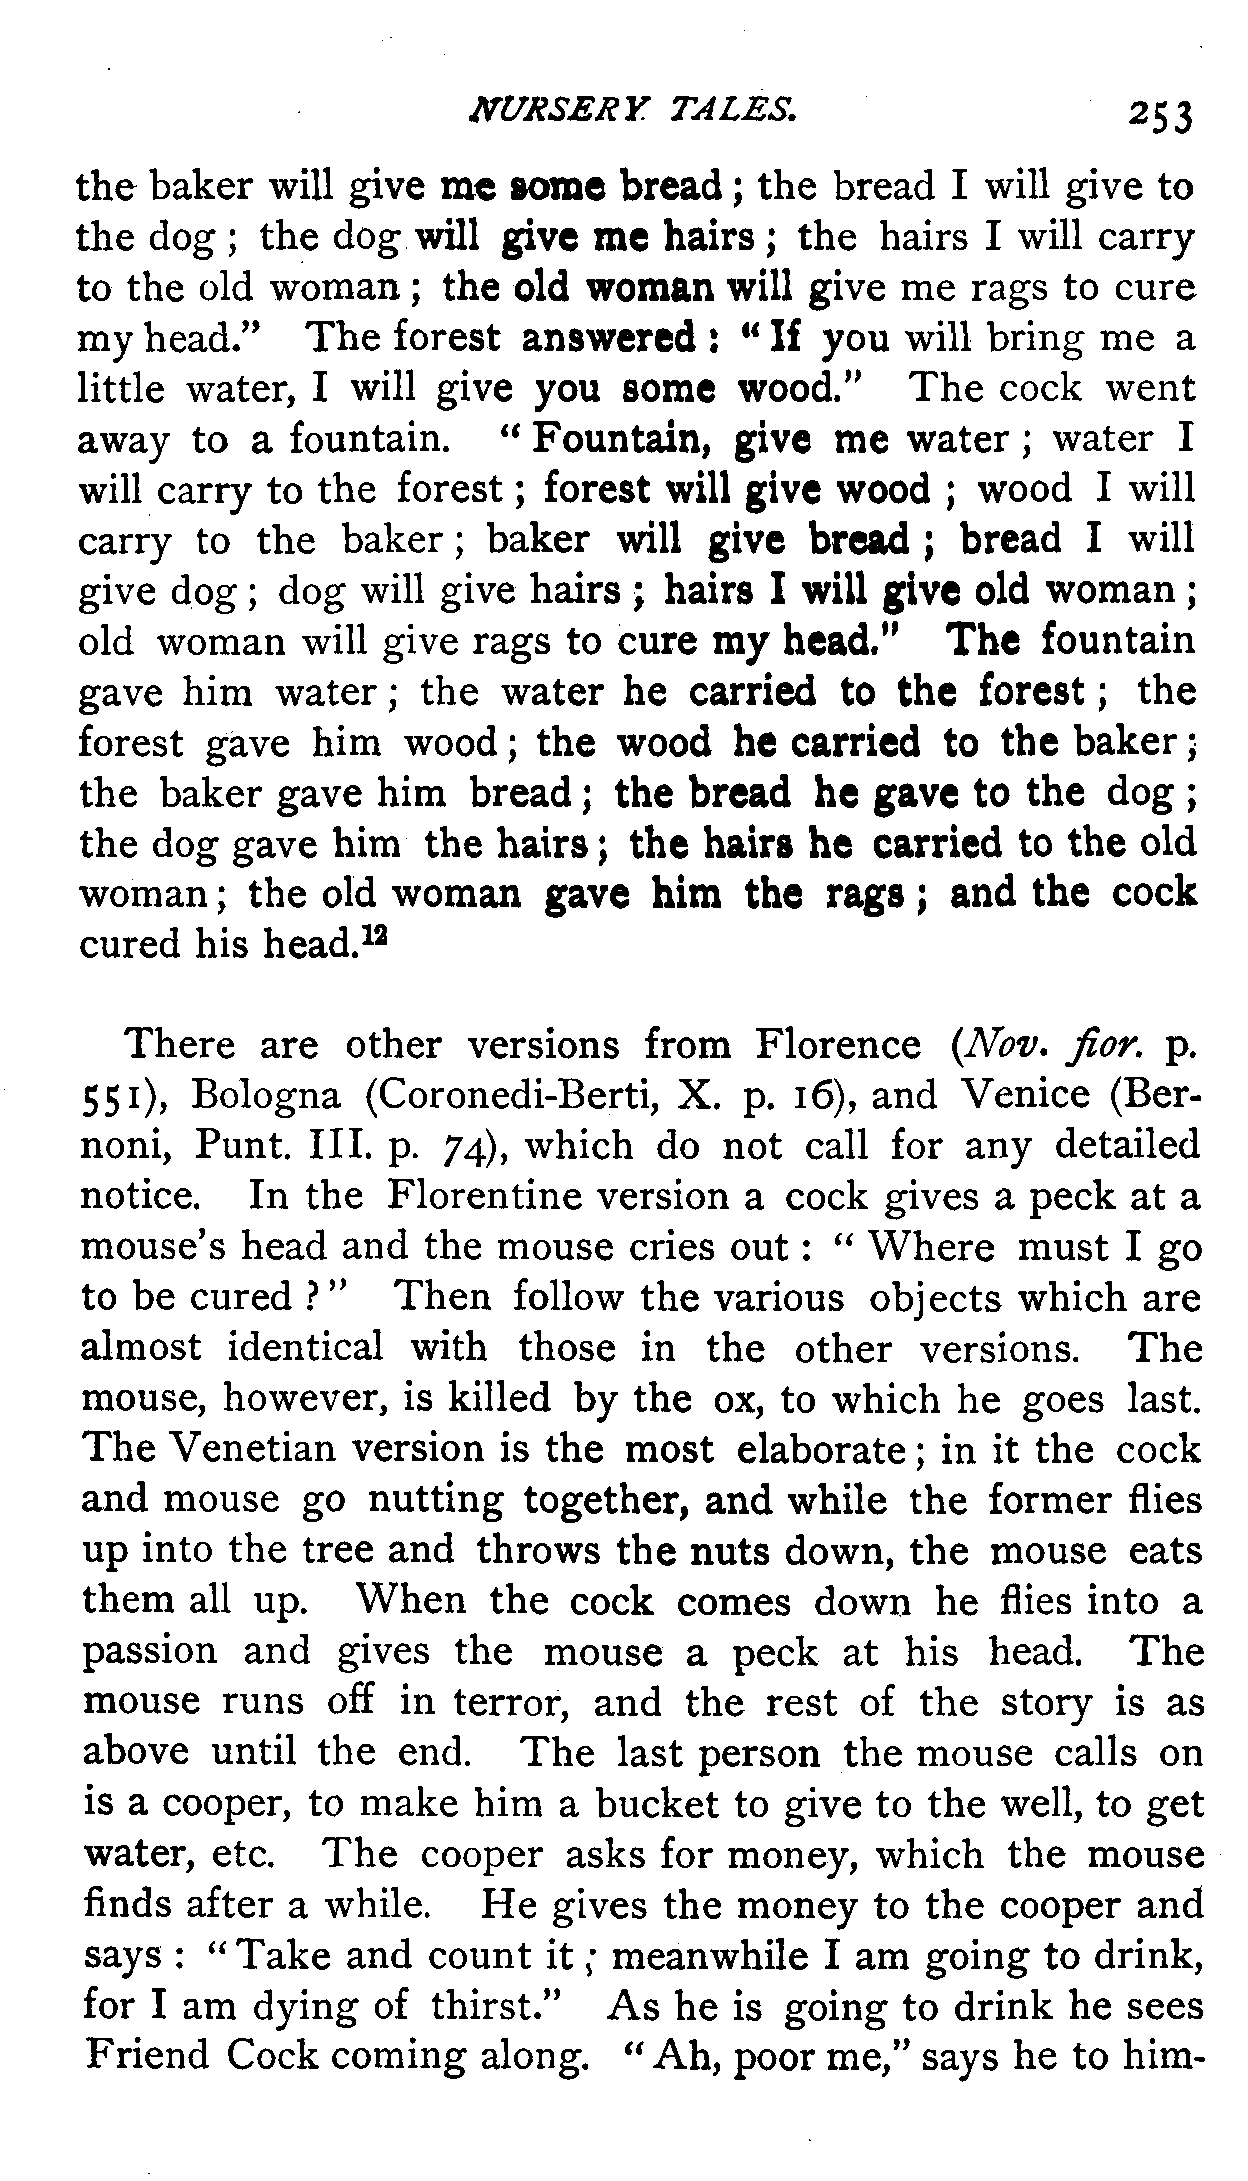 NURSERY TALES. 253
the baker will give me some bread ; the bread I will give to
the dog ; the dog will give me hairs ; the hairs I will carry
to the old woman ; the old woman will give me rags to cure
my head.” The forest answered : “ If you will bring me a
little water, I will give you some wood.” The cock went
away to a fountain. “ Fountain, give me water ; water I
will carry to the forest ; forest will give wood ; wood I will
carry to the baker ; baker will give bread ; bread I will
give dog ; dog will give hairs ; hairs I will give old woman ;
old woman will give rags to cure my head.” The fountain
gave him water ; the water he carried to the forest ; the
forest gave him wood ; the wood he carried to the baker ;
the baker gave him bread ; the bread he gave to the dog ;
the dog gave him the hairs ; the hairs he carried to the old
woman ; the old woman gave him the rags ; and the cock
cured his head.¹²
There are other versions from Florence (Nov. fior. p.
551), Bologna (Coronedi-Berti, X. p. 16), and Venice (Ber-
noni, Punt. III. p. 74), which do not call for any detailed
notice. In the Florentine version a cock gives a peck at a
mouse’s head and the mouse cries out : “ Where must I go
to be cured ? ” Then follow the various objects which are
almost identical with those in the other versions. The
mouse, however, is killed by the ox, to which he goes last.
The Venetian version is the most elaborate ; in it the cock
and mouse go nutting together, and while the former flies
up into the tree and throws the nuts down, the mouse eats
them all up. When the cock comes down he flies into a
passion and gives the mouse a peck at his head. The
mouse runs off in terror, and the rest of the story is as
above until the end. The last person the mouse calls on
is a cooper, to make him a bucket to give to the well, to get
water, etc. The cooper asks for money, which the mouse
finds after a while. He gives the money to the cooper and
says : “ Take and count it ; meanwhile I am going to drink,
for I am dying of thirst.” As he is going to drink he sees
Friend Cock coming along. “ Ah, poor me,” says he to him-